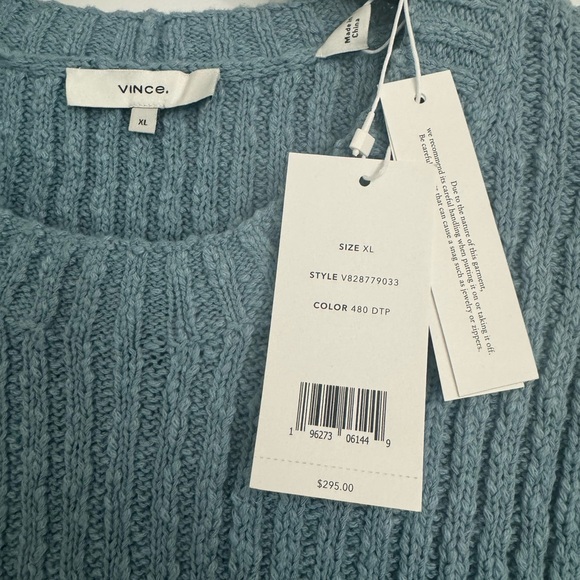 VINCE.
XL
Made in
China
Due to the nature of this garment,
we recommend its careful handling when putting it on or taking it off.
Be careful
that can cause a snag such as jewelry or zippers.
SIZE XL
STYLE V828779033
COLOR 480 DTP
1 96273 06144 9
$295.00